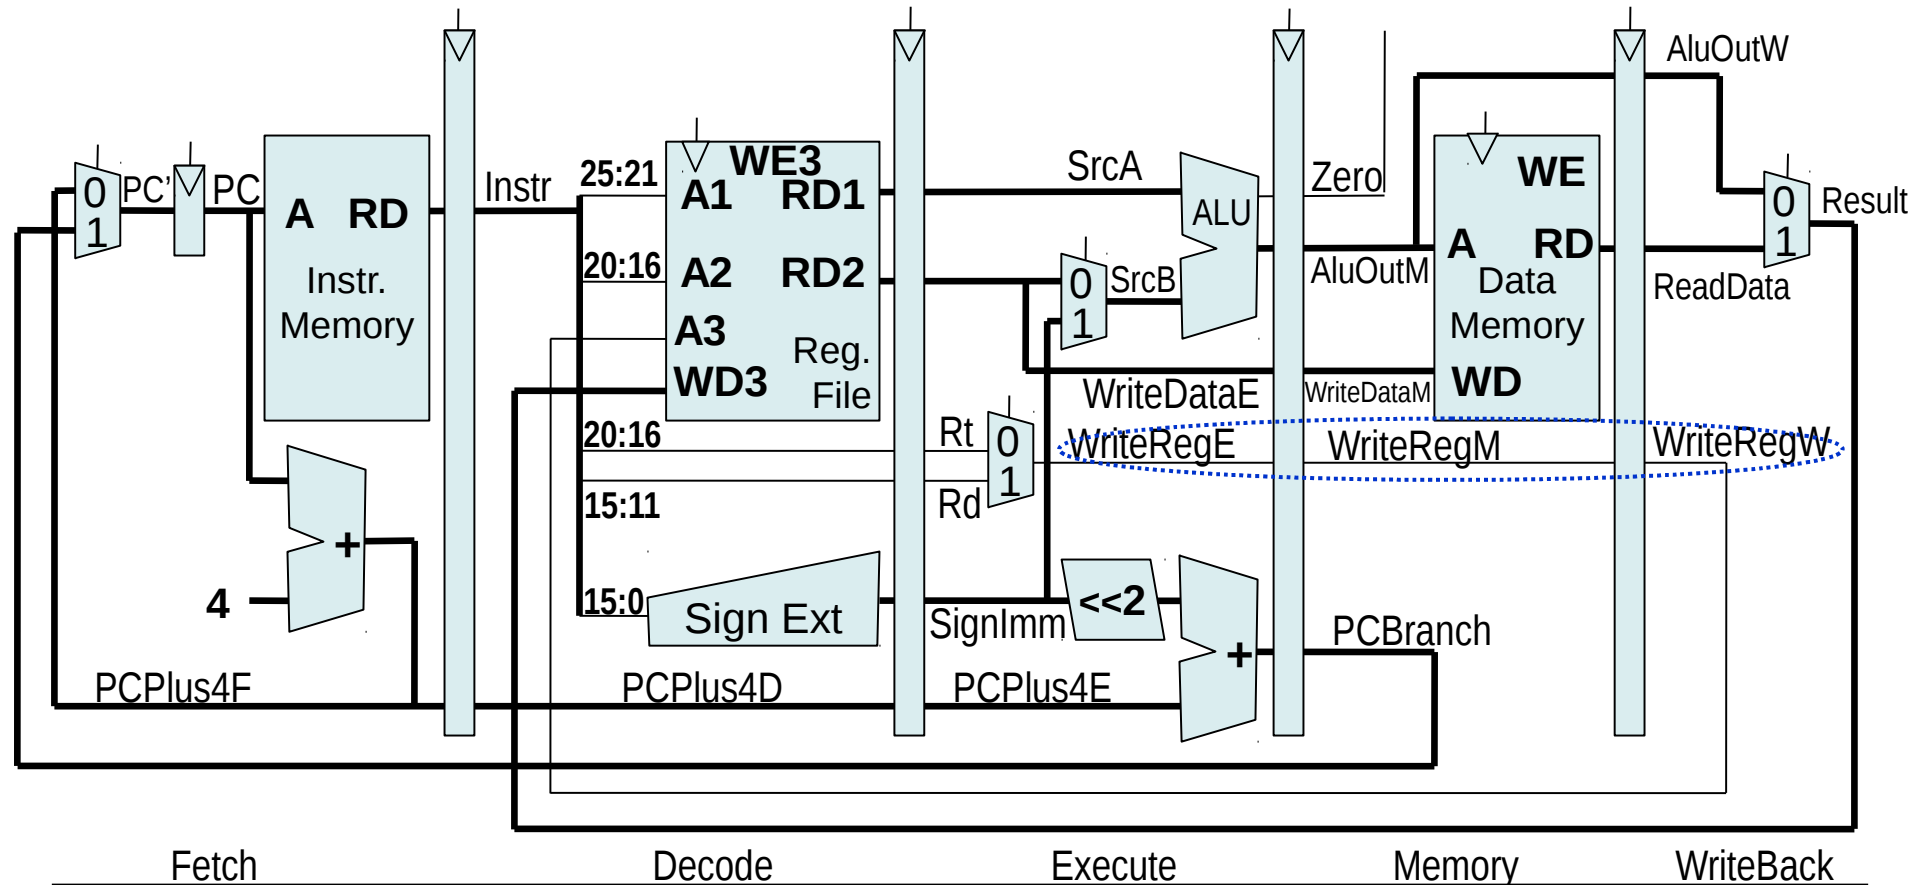 AluOutW
0
1
PC’
PC
A RD
Instr.
Memory
Instr
25:21
20:16
WE3
A1 RD1
A2 RD2
A3
WD3
Reg.
File
SrcA
ALU
Zero
0
1
SrcB
AluOutM
WE
A RD
Data
Memory
WD
0
1
Result
ReadData
WriteDataE
WriteDataM
20:16
15:11
Rt
Rd
0
1
WriteRegE
WriteRegM
WriteRegW
+
4
15:0
Sign Ext
SignImm
<<2
+
PCBranch
PCPlus4F
PCPlus4D
PCPlus4E
Fetch
Decode
Execute
Memory
WriteBack